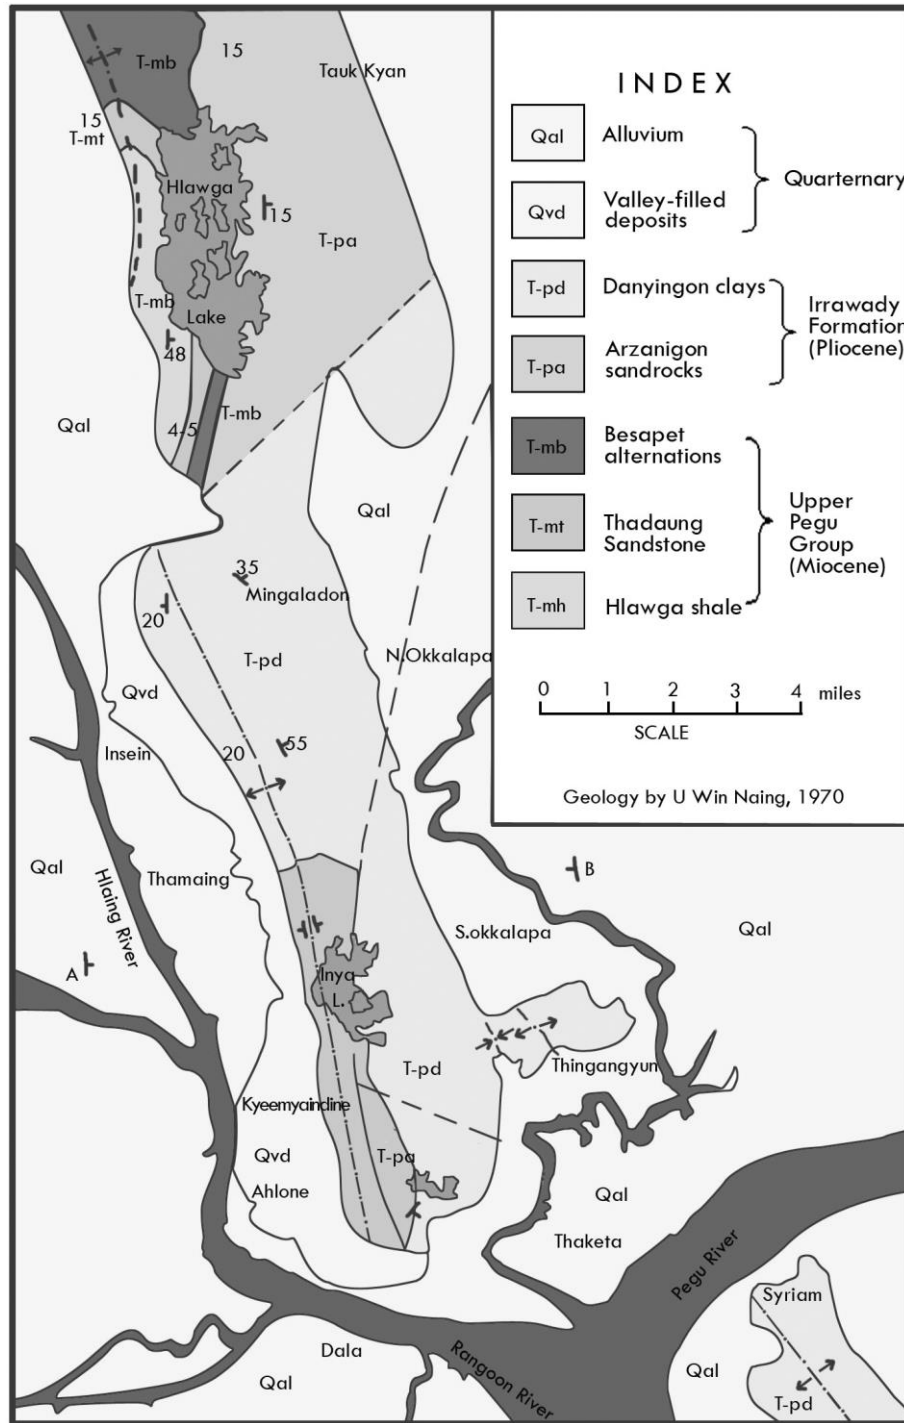 INDEX
Qal Alluvium
Qvd Valley-filled
deposits
Quarternary
T-pd Danyingon clays
T-pa Arzanigon
sandrocks
Irrawady
Formation
(Pliocene)
T-mb Besapet
alternations
T-mt Thadaung
Sandstone
T-mh Hlawga shale
Upper
Pegu
Group
(Miocene)
0 1 2 3 4 miles
SCALE
Geology by U Win Naing, 1970
T-mb
15
Tauk Kyan
15
T-mt
Hlawga
15
T-pa
T-mb
Lake
48
T-mb
4-5
Qal
Qal
35
Mingaladon
20
T-pd
N.Okkalapa
Qvd
Insein
20
55
Qal
Thamaing
Hlaing River
B
S.okkalapa
Qal
A
Inya
L.
T-pd
Thingangyun
Kyeemyaindine
Qvd
T-pa
Ahlone
Qal
Thaketa
Pegu River
Syriam
Dala
Qal
Rangoon River
Qal
T-pd